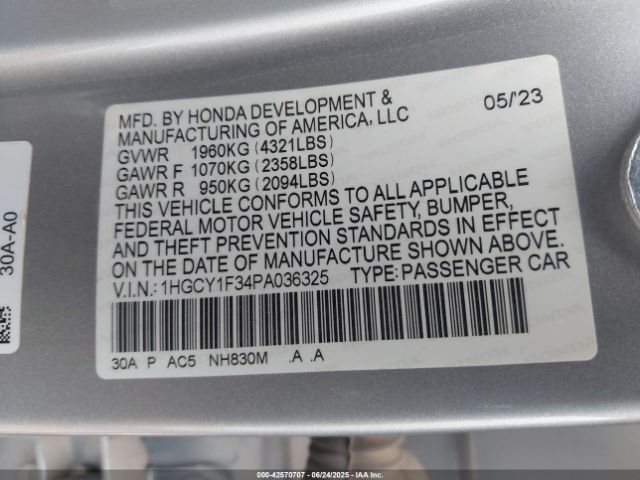 MFD. BY HONDA DEVELOPMENT & MANUFACTURING OF AMERICA, LLC 05/'23
GVWR 1960KG (4321LBS)
GAWR F 1070KG (2358LBS)
GAWR R 950KG (2094LBS)
THIS VEHICLE CONFORMS TO ALL APPLICABLE
FEDERAL MOTOR VEHICLE SAFETY, BUMPER,
AND THEFT PREVENTION STANDARDS IN EFFECT
ON THE DATE OF MANUFACTURE SHOWN ABOVE.
V.I.N.: 1HGCY1F34PA036325 TYPE: PASSENGER CAR
30A P AC5 NH830M .A .A
30A-A0
000-42570707 - 06/24/2025 - IAAI.com